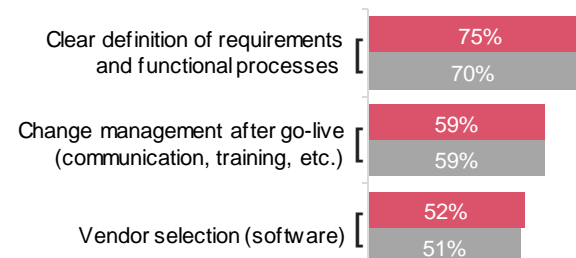 Clear definition of requirements
and functional processes
75%
70%
Change management after go-live
(communication, training, etc.)
59%
59%
Vendor selection (software)
52%
51%